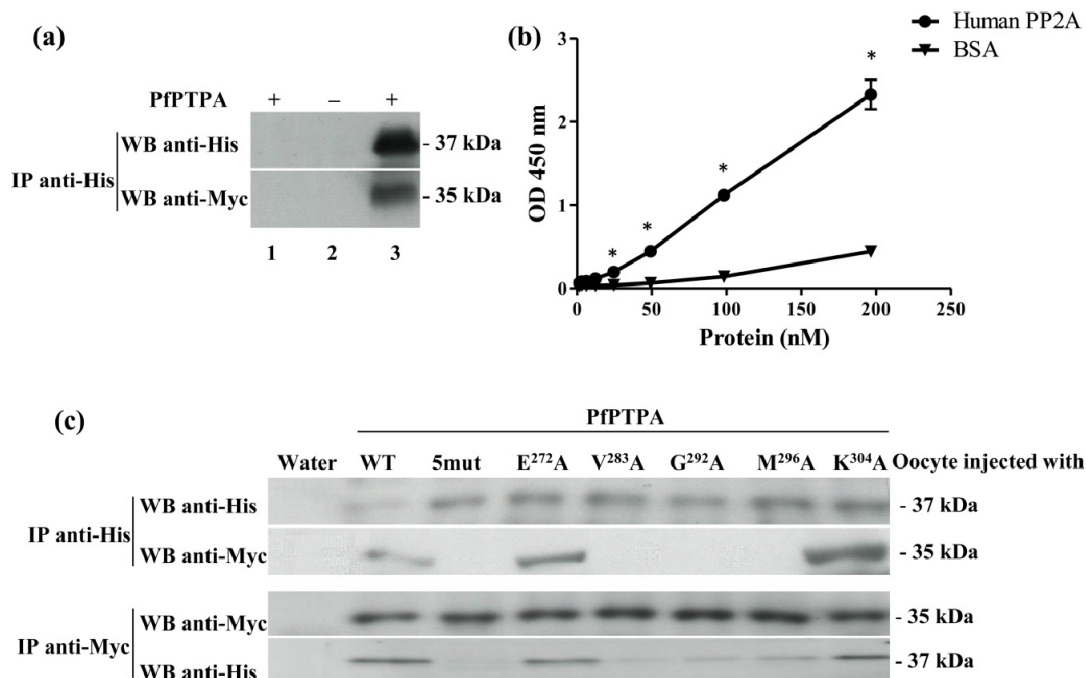 (a)
PfPTPA + – +
WB anti-His - 37 kDa
IP anti-His
WB anti-Myc - 35 kDa
1 2 3
(b)
Human PP2A
BSA
3
2
1
0
OD 450 nm
* * * * *
0 50 100 150 200 250
Protein (nM)
(c)
PfPTPA
Water WT 5mut E²⁷²A V²⁸³A G²⁹²A M²⁹⁶A K³⁰⁴A Oocyte injected with
WB anti-His - 37 kDa
IP anti-His
WB anti-Myc - 35 kDa
WB anti-Myc - 35 kDa
IP anti-Myc
WB anti-His - 37 kDa